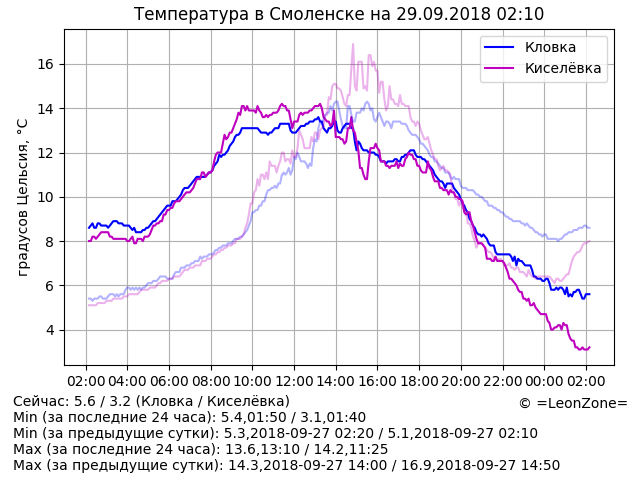 Температура в Смоленске на 29.09.2018 02:10
Кловка
Киселёвка
градусов Цельсия, °C
16
14
12
10
8
6
4
02:00 04:00 06:00 08:00 10:00 12:00 14:00 16:00 18:00 20:00 22:00 00:00 02:00
Сейчас: 5.6 / 3.2 (Кловка / Киселёвка)
© =LeonZone=
Min (за последние 24 часа): 5.4,01:50 / 3.1,01:40
Min (за предыдущие сутки): 5.3,2018-09-27 02:20 / 5.1,2018-09-27 02:10
Max (за последние 24 часа): 13.6,13:10 / 14.2,11:25
Max (за предыдущие сутки): 14.3,2018-09-27 14:00 / 16.9,2018-09-27 14:50